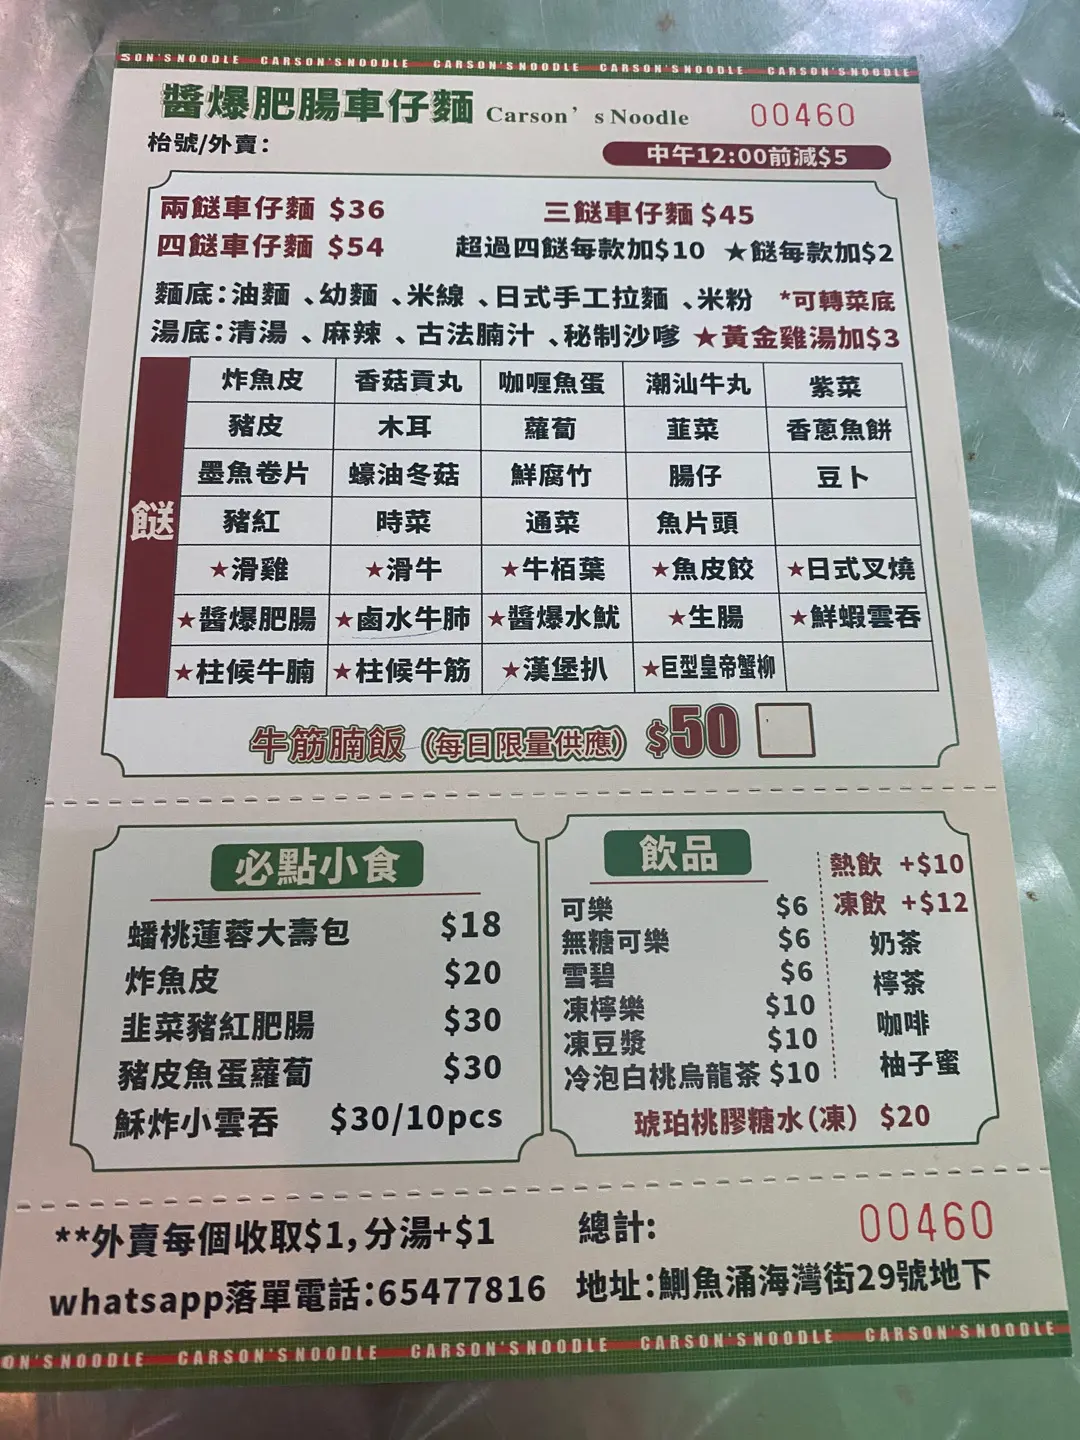 SON'S NOODLE CARSON'S NOODLE CARSON'S NOODLE CARSON'S NOODLE CARSON'S NOODLE
醬爆肥腸車仔麵 Carson's Noodle 00460
枱號/外賣:
中午12:00前減$5
兩餸車仔麵 $36 三餸車仔麵 $45
四餸車仔麵 $54 超過四餸每款加$10 ★餸每款加$2
麵底:油麵、幼麵、米線、日式手工拉麵、米粉 *可轉菜底
湯底:清湯、麻辣、古法腩汁、秘制沙嗲 ★黃金雞湯加$3
餸
炸魚皮 香菇貢丸 咖喱魚蛋 潮汕牛丸 紫菜
豬皮 木耳 蘿蔔 韮菜 香蔥魚餅
墨魚卷片 蠔油冬菇 鮮腐竹 腸仔 豆卜
豬紅 時菜 通菜 魚片頭
★滑雞 ★滑牛 ★牛栢葉 ★魚皮餃 ★日式叉燒
★醬爆肥腸 ★鹵水牛肺 ★醬爆水魷 ★生腸 ★鮮蝦雲吞
★柱候牛腩 ★柱候牛筋 ★漢堡扒 ★巨型皇帝蟹柳
牛筋腩飯 (每日限量供應) $50
必點小食
蟠桃蓮蓉大壽包 $18
炸魚皮 $20
韭菜豬紅肥腸 $30
豬皮魚蛋蘿蔔 $30
穌炸小雲吞 $30/10pcs
飲品
可樂 $6
無糖可樂 $6
雪碧 $6
凍檸樂 $10
凍豆漿 $10
冷泡白桃烏龍茶 $10
熱飲 +$10
凍飲 +$12
奶茶
檸茶
咖啡
柚子蜜
琥珀桃膠糖水(凍) $20
**外賣每個收取$1,分湯+$1 總計: 00460
whatsapp落單電話:65477816 地址:鰂魚涌海灣街29號地下
ON'S NOODLE CARSON'S NOODLE CARSON'S NOODLE CARSON'S NOODLE CARSON'S NOODLE